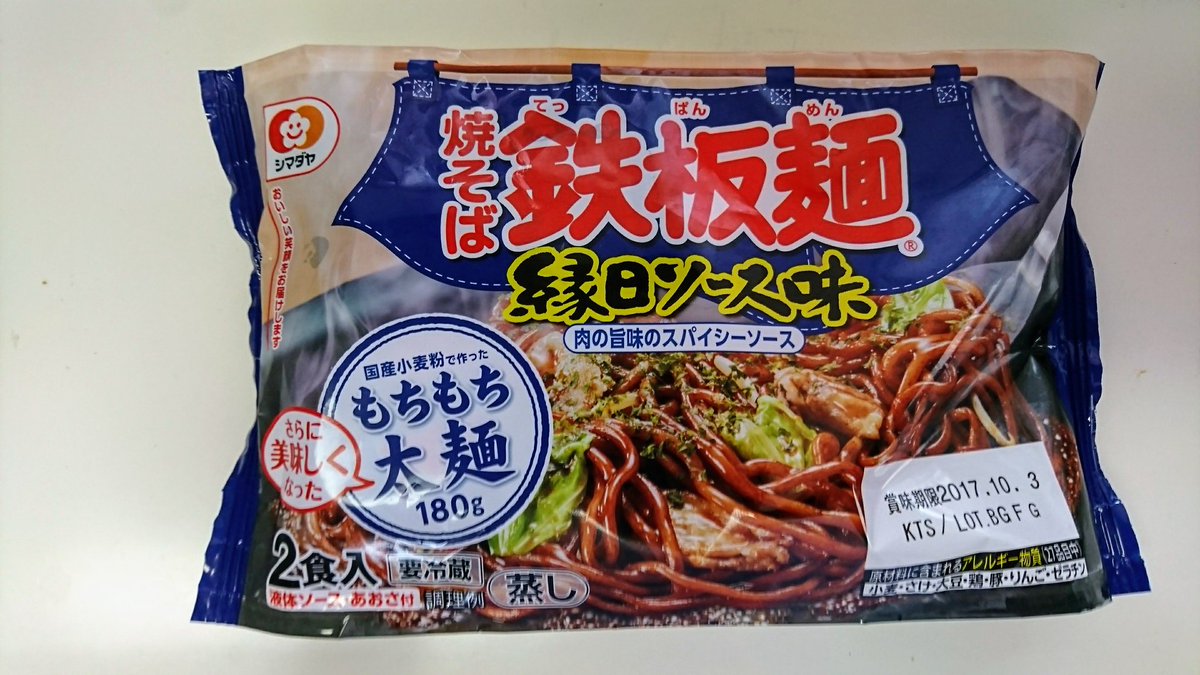 シマダヤ
おいしい笑顔をお届けします
焼そば
てっぱんめん
鉄板麺®
縁日ソース味
肉の旨味のスパイシーソース
国産小麦粉で作った
もちもち
太麺
180g
さらに
美味しく
なった
2食入
要冷蔵
液体ソース・あおさ付
調理例
蒸し
賞味期限2017.10.3
KTS/LOT.BGFG
原材料に含まれるアレルギー物質(27品目中)
小麦・さけ・大豆・鶏・豚・りんご・ゼラチン